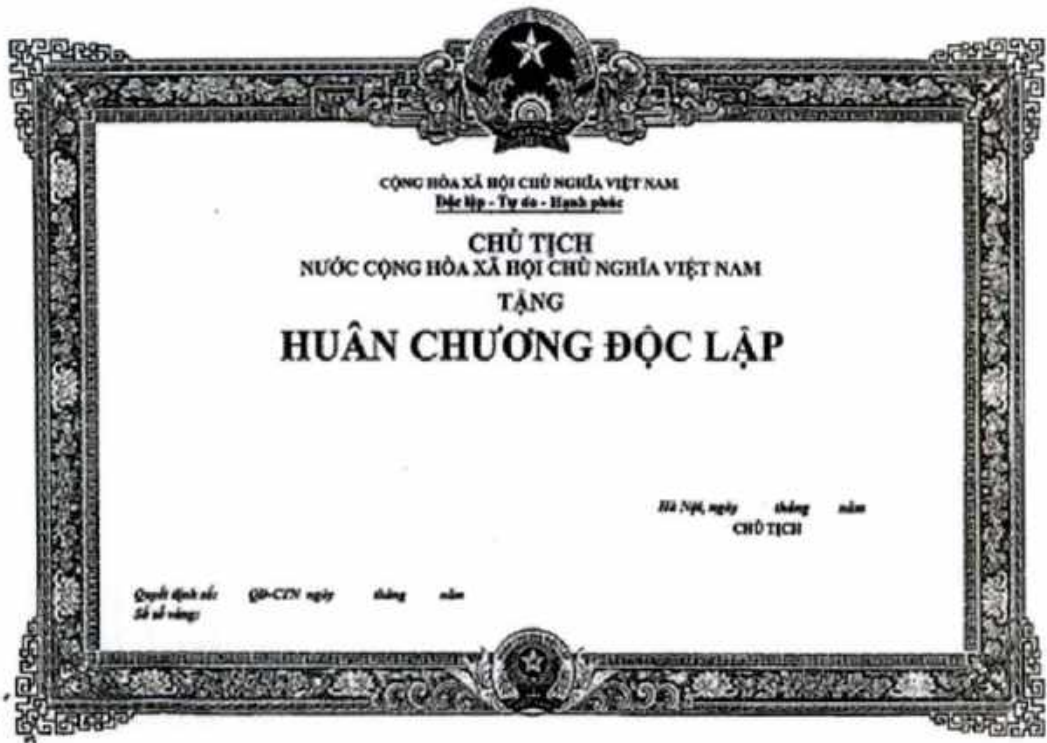 CỘNG HÒA XÃ HỘI CHỦ NGHĨA VIỆT NAM
Độc lập - Tự do - Hạnh phúc
CHỦ TỊCH
NƯỚC CỘNG HÒA XÃ HỘI CHỦ NGHĨA VIỆT NAM
TẶNG
HUÂN CHƯƠNG ĐỘC LẬP
Hà Nội, ngày tháng năm
CHỦ TỊCH
Quyết định số: QĐ-CTN ngày tháng năm
Số sổ vàng: